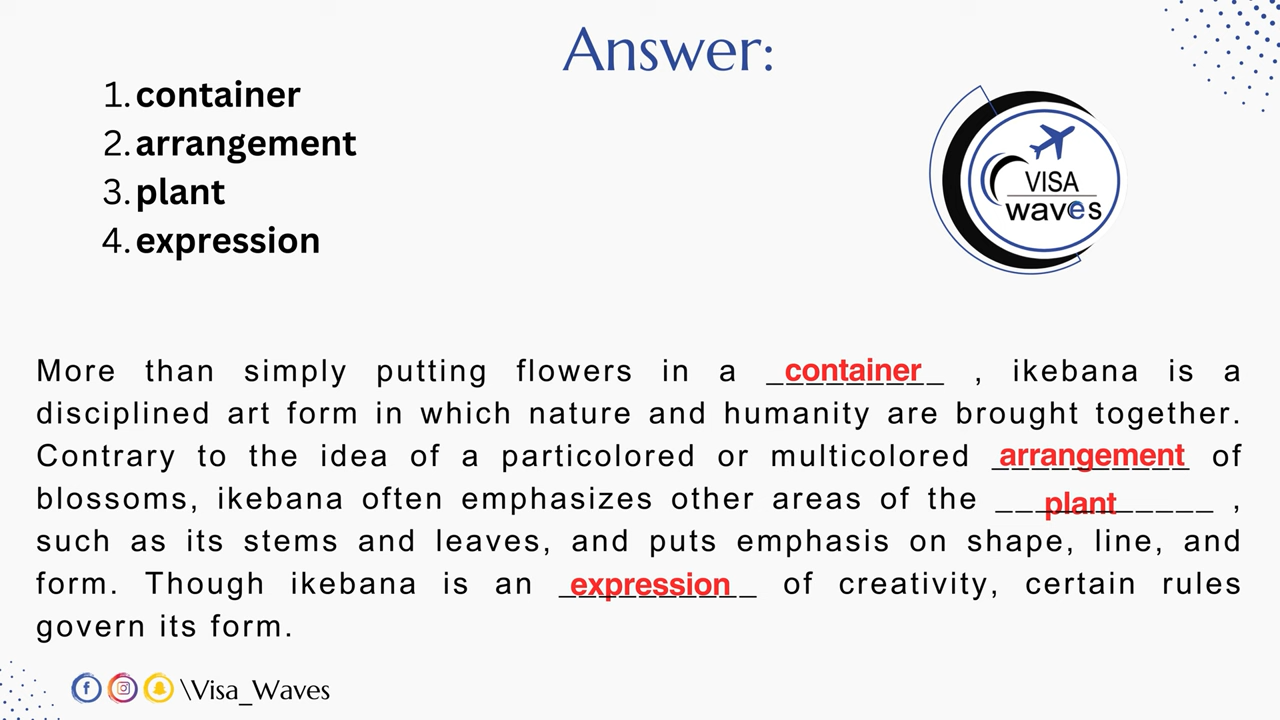 Answer:
1. container
2. arrangement
3. plant
4. expression
VISA
waves
More than simply putting flowers in a container , ikebana is a
disciplined art form in which nature and humanity are brought together.
Contrary to the idea of a particolored or multicolored arrangement of
blossoms, ikebana often emphasizes other areas of the plant ,
such as its stems and leaves, and puts emphasis on shape, line, and
form. Though ikebana is an expression of creativity, certain rules
govern its form.
\Visa_Waves